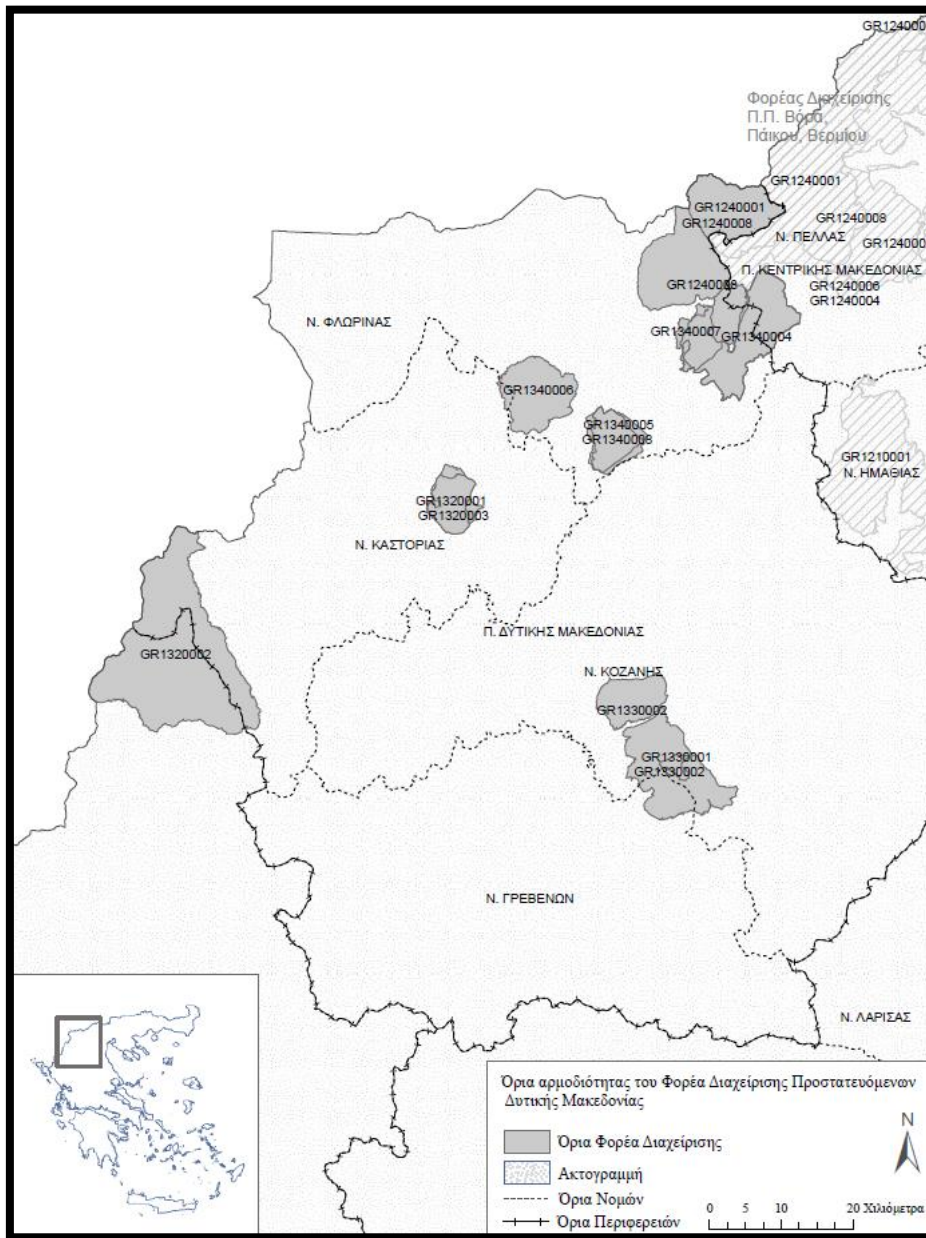 GR124000
Φορέας Διαχείρισης
Π.Π. Βόρα,
Πάικου, Βερμίου
GR1240001
GR1240001
GR1240008
GR1240008
Ν. ΠΕΛΛΑΣ
GR124000
Π. ΚΕΝΤΡΙΚΗΣ ΜΑΚΕΔΟΝΙΑΣ
GR1240006
GR1240004
Ν. ΦΛΩΡΙΝΑΣ
GR1340007
GR1340004
GR1340006
GR1340005
GR1340008
GR1210001
Ν. ΗΜΑΘΙΑΣ
GR1320001
GR1320003
Ν. ΚΑΣΤΟΡΙΑΣ
Π. ΔΥΤΙΚΗΣ ΜΑΚΕΔΟΝΙΑΣ
GR1320002
Ν. ΚΟΖΑΝΗΣ
GR1330002
GR1330001
GR1330002
Ν. ΓΡΕΒΕΝΩΝ
Ν. ΛΑΡΙΣΑΣ
Όρια αρμοδιότητας του Φορέα Διαχείρισης Προστατευόμενων
Δυτικής Μακεδονίας
Όρια Φορέα Διαχείρισης
Ακτογραμμή
Όρια Νομών
Όρια Περιφερειών
N
0 5 10 20 Χιλιόμετρα